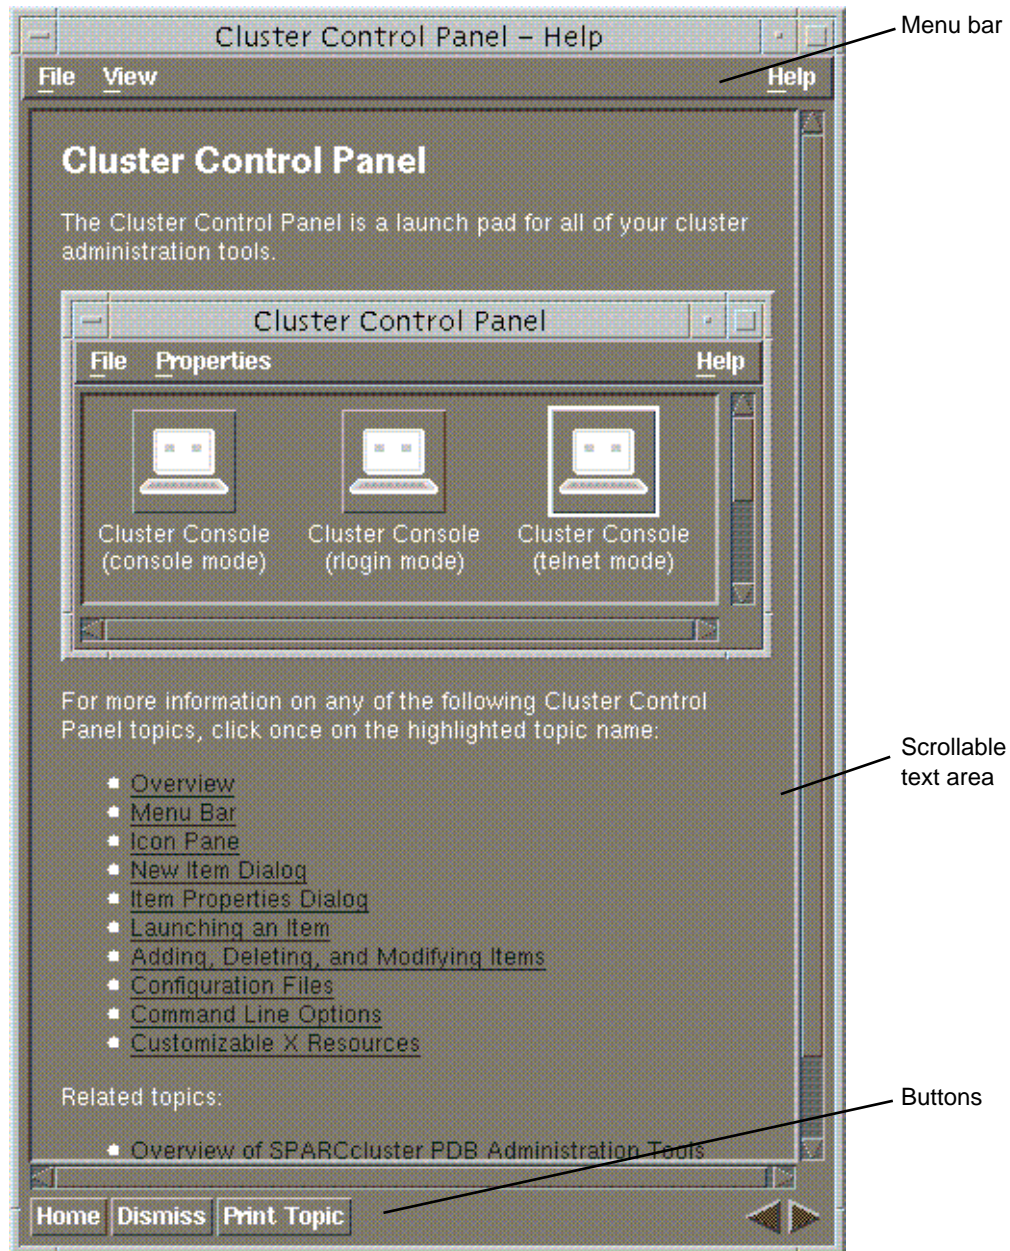 Cluster Control Panel – Help
Menu bar
File View Help
Cluster Control Panel
The Cluster Control Panel is a launch pad for all of your cluster
administration tools.
Cluster Control Panel
File Properties Help
Cluster Console Cluster Console Cluster Console
(console mode) (rlogin mode) (telnet mode)
For more information on any of the following Cluster Control
Panel topics, click once on the highlighted topic name:
Scrollable
text area
Overview
Menu Bar
Icon Pane
New Item Dialog
Item Properties Dialog
Launching an Item
Adding, Deleting, and Modifying Items
Configuration Files
Command Line Options
Customizable X Resources
Related topics:
Buttons
Overview of SPARCcluster PDB Administration Tools
Home Dismiss Print Topic